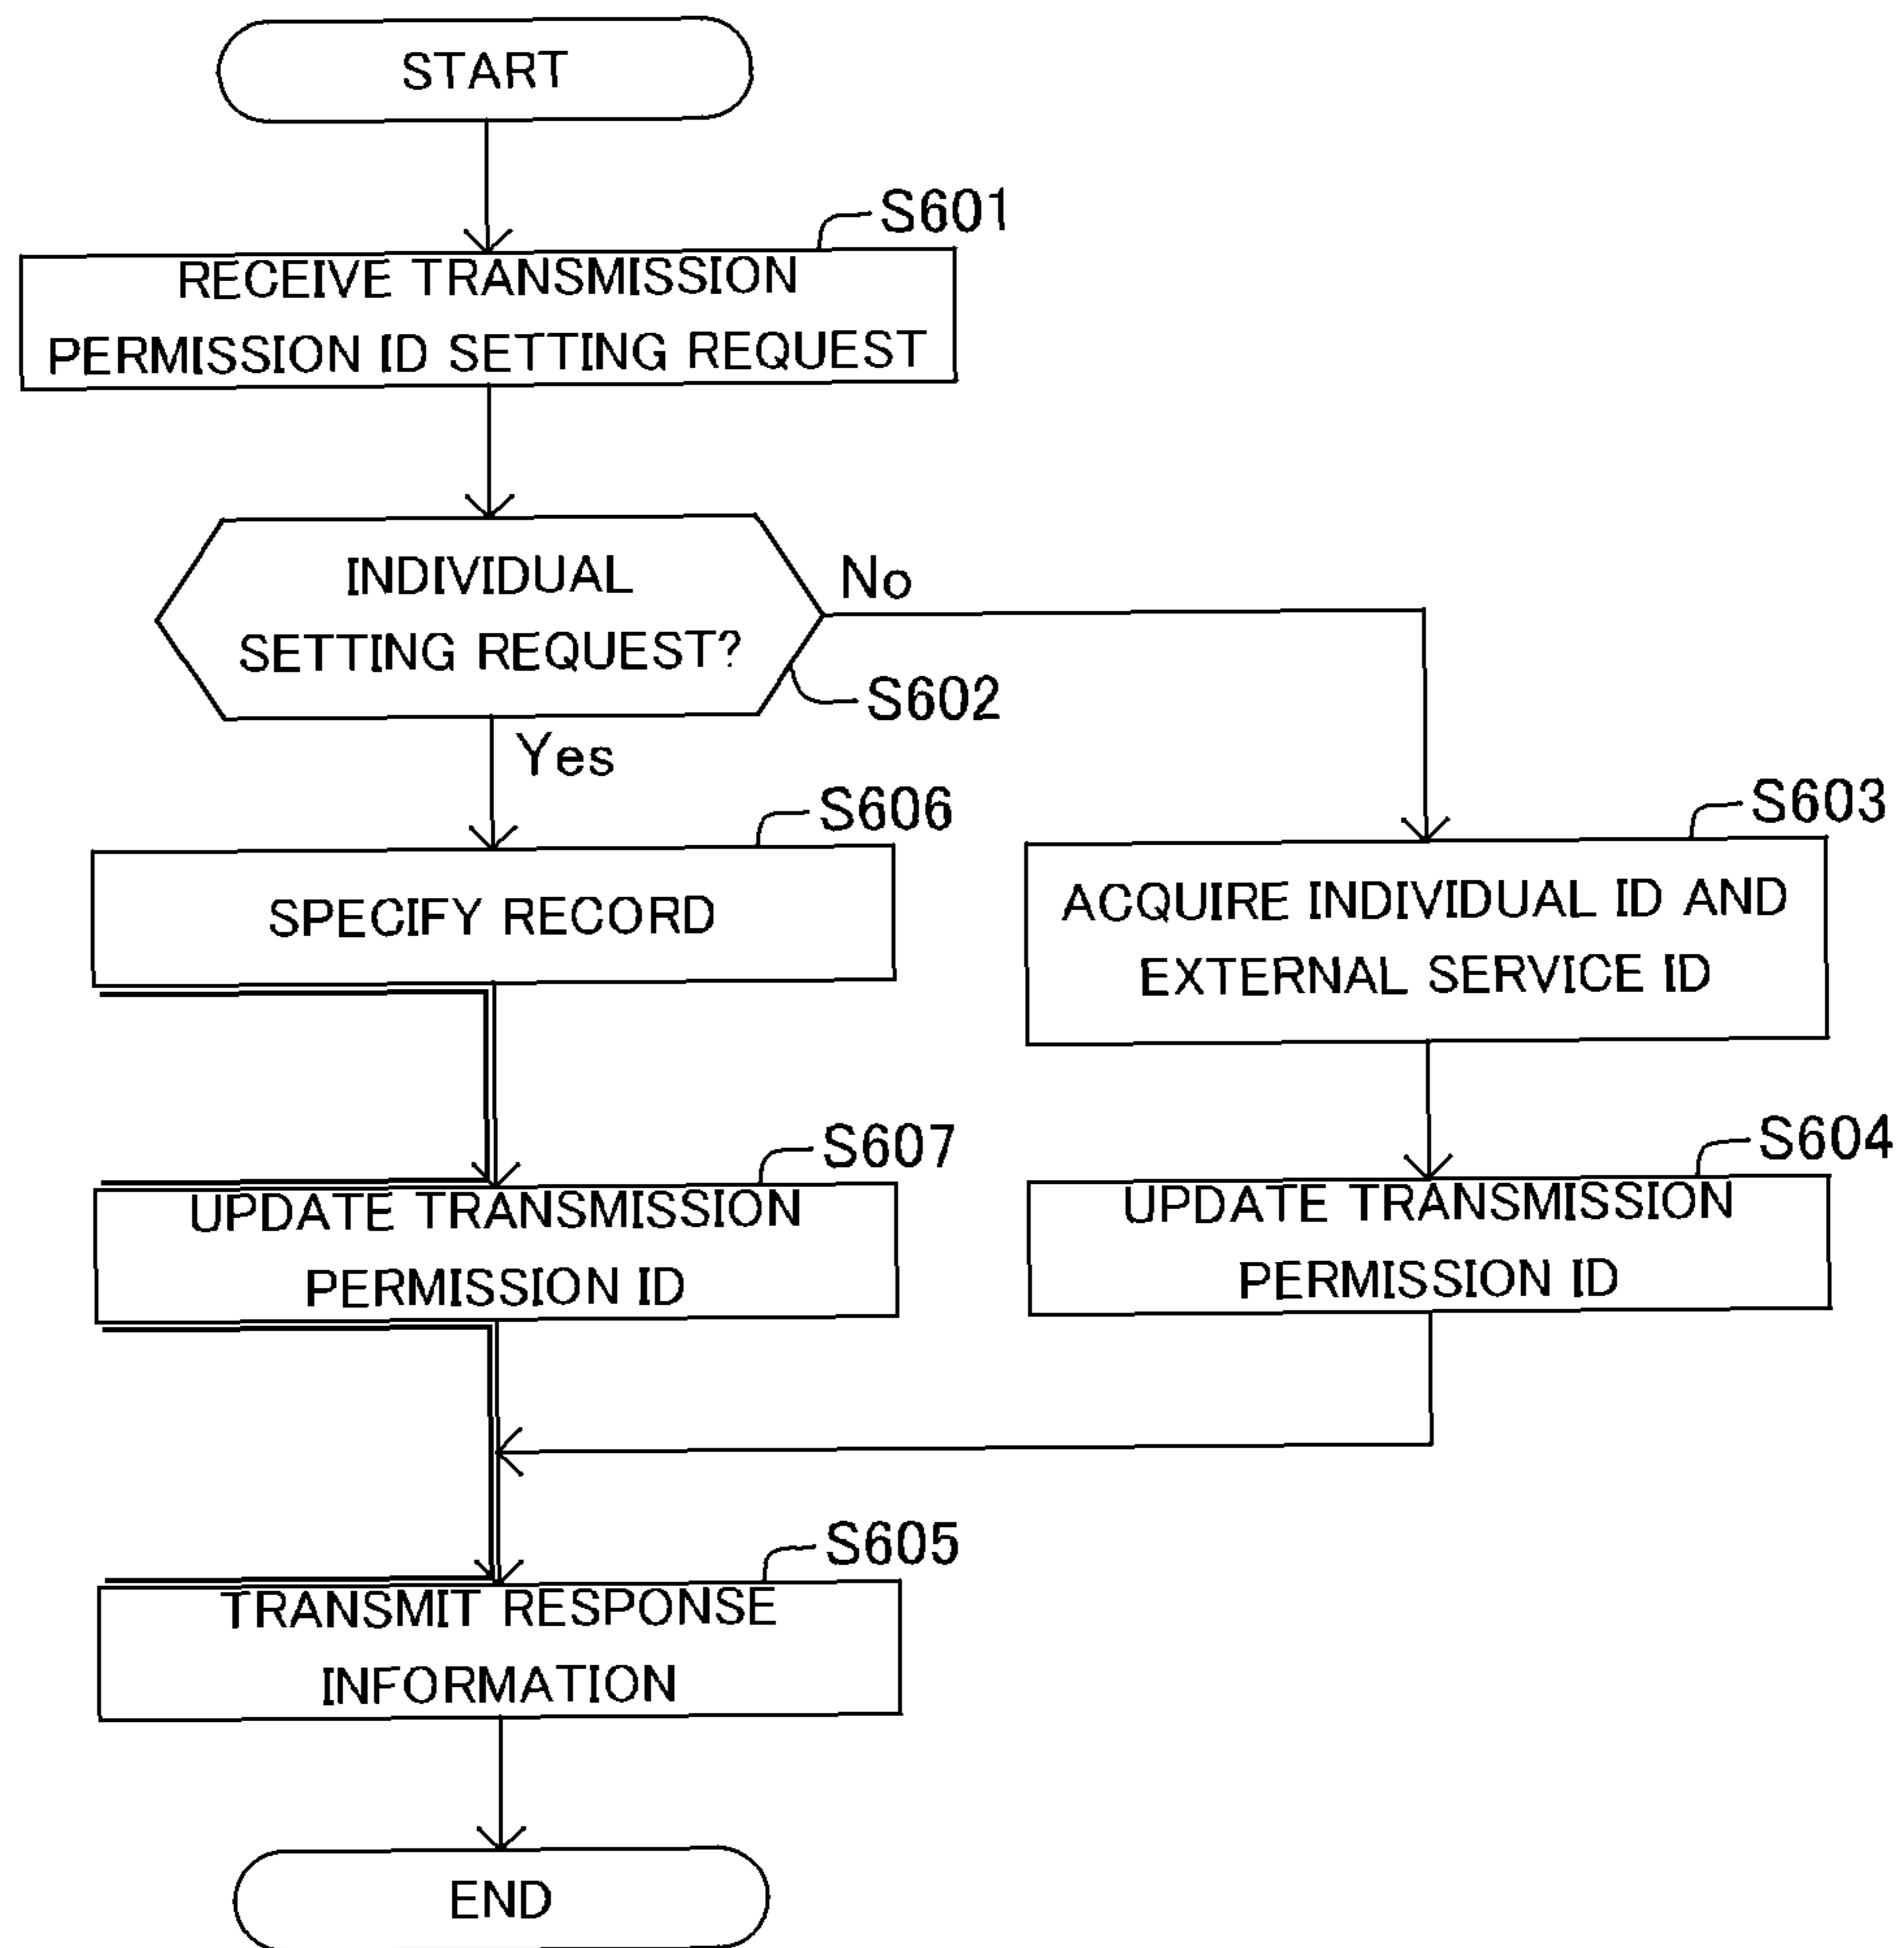 START
S601
RECEIVE TRANSMISSION
PERMISSION ID SETTING REQUEST
INDIVIDUAL
SETTING REQUEST?
No
S602
Yes
S606
SPECIFY RECORD
S603
ACQUIRE INDIVIDUAL ID AND
EXTERNAL SERVICE ID
S607
UPDATE TRANSMISSION
PERMISSION ID
S604
UPDATE TRANSMISSION
PERMISSION ID
S605
TRANSMIT RESPONSE
INFORMATION
END